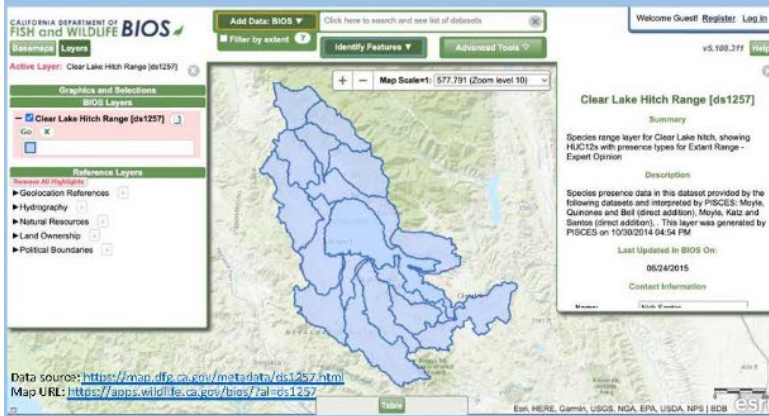 CALIFORNIA DEPARTMENT OF
FISH and WILDLIFE BIOS
Basemaps Layers
Active Layer: Clear Lake Hitch Range [ds1257]
Graphics and Selections
BIOS Layers
Clear Lake Hitch Range [ds1257]
Go X
Reference Layers
Remove All Highlights
Geolocation References
Hydrography
Natural Resources
Land Ownership
Political Boundaries
Add Data: BIOS ▼
Click here to search and see list of datasets
Filter by extent ?
Identify Features ▼
Advanced Tools ▽
Welcome Guest! Register Log in
v5.108.311 Help
+ − Map Scale=1: 577,791 (Zoom level 10)
Clear Lake Hitch Range [ds1257]
Summary
Species range layer for Clear Lake hitch, showing
HUC12s with presence types for Extant Range -
Expert Opinion
Description
Species presence data in this dataset provided by the
following datasets and interpreted by PISCES: Moyle,
Quinones and Bell (direct addition), Moyle, Katz and
Santos (direct addition), . This layer was generated by
PISCES on 10/30/2014 04:54 PM
Last Updated In BIOS On:
06/24/2015
Contact Information
Data source: https://map.dfg.ca.gov/metadata/ds1257.html
Map URL: https://apps.wildlife.ca.gov/bios/?al=ds1257
Table
Esri, HERE, Garmin, USGS, NGA, EPA, USDA, NPS | BDB
esri